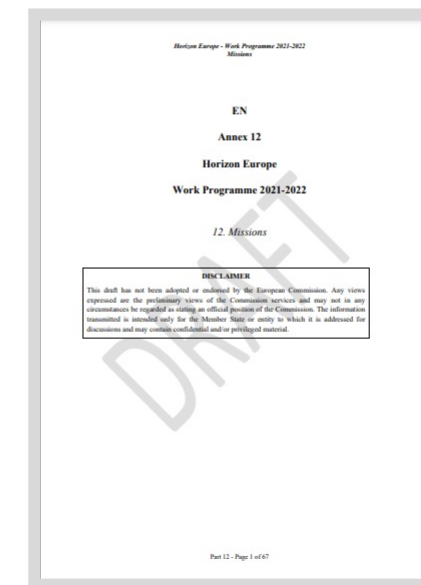 Horizon Europe - Work Programme 2021-2022
Missions
EN
Annex 12
Horizon Europe
Work Programme 2021-2022
12. Missions
DISCLAIMER
This draft has not been adopted or endorsed by the European Commission. Any views
expressed are the preliminary views of the Commission services and may not in any
circumstances be regarded as stating an official position of the Commission. The information
transmitted is intended only for the Member State or entity to which it is addressed for
discussions and may contain confidential and/or privileged material.
DRAFT
Part 12 - Page 1 of 67